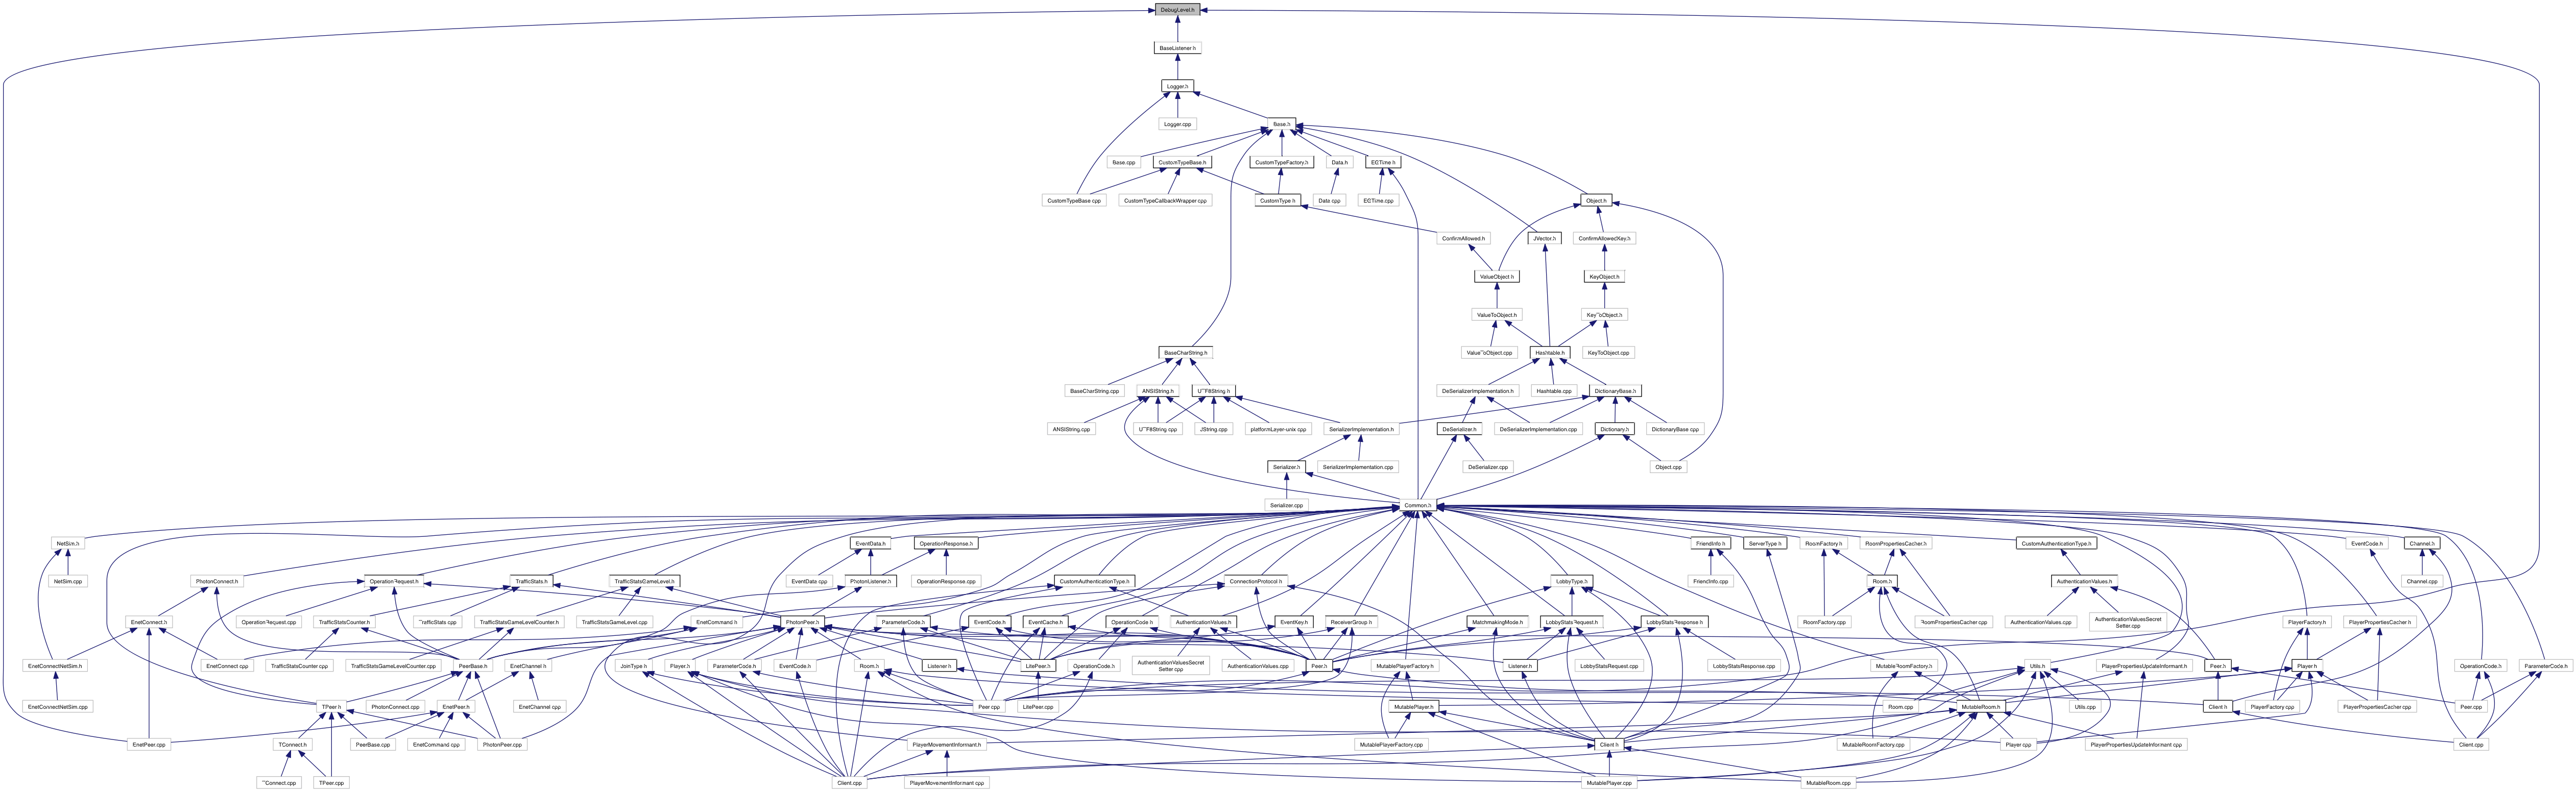 DebugLevel.h
BaseListener.h
Logger.h
Logger.cpp
Base.h
Base.cpp
CustomTypeBase.h
CustomTypeFactory.h
Data.h
EGTime.h
CustomTypeBase.cpp
CustomTypeCallbackWrapper.cpp
CustomType.h
Data.cpp
EGTime.cpp
Object.h
ConfirmAllowed.h
JVector.h
ConfirmAllowedKey.h
ValueObject.h
KeyObject.h
ValueToObject.h
KeyToObject.h
BaseCharString.h
ValueToObject.cpp
Hashtable.h
KeyToObject.cpp
BaseCharString.cpp
ANSIString.h
UTF8String.h
DeSerializerImplementation.h
Hashtable.cpp
DictionaryBase.h
ANSIString.cpp
UTF8String.cpp
JString.cpp
platformLayer-unix.cpp
SerializerImplementation.h
DeSerializer.h
DeSerializerImplementation.cpp
Dictionary.h
DictionaryBase.cpp
Serializer.h
SerializerImplementation.cpp
DeSerializer.cpp
Object.cpp
Serializer.cpp
Common.h
NetSim.h
EventData.h
OperationResponse.h
FriendInfo.h
ServerType.h
RoomFactory.h
RoomPropertiesCacher.h
CustomAuthenticationType.h
EventCode.h
Channel.h
NetSim.cpp
PhotonConnect.h
OperationRequest.h
TrafficStats.h
TrafficStatsGameLevel.h
EventData.cpp
PhotonListener.h
OperationResponse.cpp
CustomAuthenticationType.h
ConnectionProtocol.h
LobbyType.h
FriendInfo.cpp
Room.h
AuthenticationValues.h
Channel.cpp
EnetConnect.h
OperationRequest.cpp
TrafficStatsCounter.h
TrafficStats.cpp
TrafficStatsGameLevelCounter.h
TrafficStatsGameLevel.cpp
EnetCommand.h
PhotonPeer.h
ParameterCode.h
EventCode.h
EventCache.h
OperationCode.h
AuthenticationValues.h
EventKey.h
ReceiverGroup.h
MatchmakingMode.h
LobbyStatsRequest.h
LobbyStatsResponse.h
RoomFactory.cpp
RoomPropertiesCacher.cpp
AuthenticationValues.cpp
AuthenticationValuesSecret
Setter.cpp
PlayerFactory.h
PlayerPropertiesCacher.h
EnetConnectNetSim.h
EnetConnect.cpp
TrafficStatsCounter.cpp
TrafficStatsGameLevelCounter.cpp
PeerBase.h
EnetChannel.h
JoinType.h
Player.h
ParameterCode.h
EventCode.h
Room.h
Listener.h
LitePeer.h
OperationCode.h
AuthenticationValuesSecret
Setter.cpp
AuthenticationValues.cpp
Peer.h
MutablePlayerFactory.h
Listener.h
LobbyStatsRequest.cpp
LobbyStatsResponse.cpp
MutableRoomFactory.h
Utils.h
PlayerPropertiesUpdateInformant.h
Peer.h
Player.h
OperationCode.h
ParameterCode.h
EnetConnectNetSim.cpp
TPeer.h
PhotonConnect.cpp
EnetPeer.h
EnetChannel.cpp
Peer.cpp
LitePeer.cpp
MutablePlayer.h
Room.cpp
MutableRoom.h
Utils.cpp
Client.h
PlayerFactory.cpp
PlayerPropertiesCacher.cpp
Peer.cpp
EnetPeer.cpp
TConnect.h
PeerBase.cpp
EnetCommand.cpp
PhotonPeer.cpp
PlayerMovementInformant.h
MutablePlayerFactory.cpp
Client.h
MutableRoomFactory.cpp
Player.cpp
PlayerPropertiesUpdateInformant.cpp
Client.cpp
TConnect.cpp
TPeer.cpp
Client.cpp
PlayerMovementInformant.cpp
MutablePlayer.cpp
MutableRoom.cpp